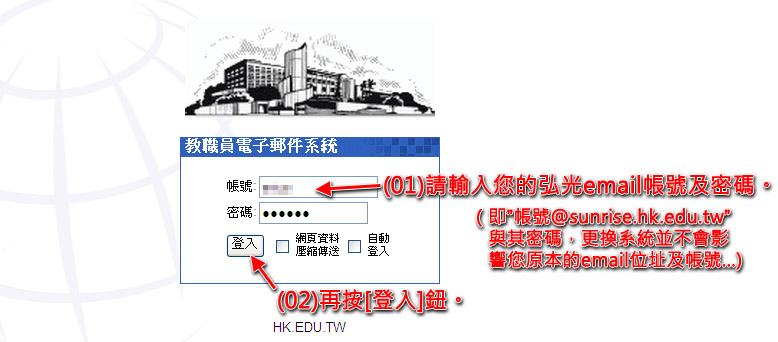 教職員電子郵件系統
帳號:
(01)請輸入您的弘光email帳號及密碼。
(即"帳號@sunrise.hk.edu.tw"
與其密碼，更換系統並不會影
響您原本的email位址及帳號...)
密碼:
登入
網頁資料
壓縮傳送
自動
登入
(02)再按[登入]鈕。
HK.EDU.TW